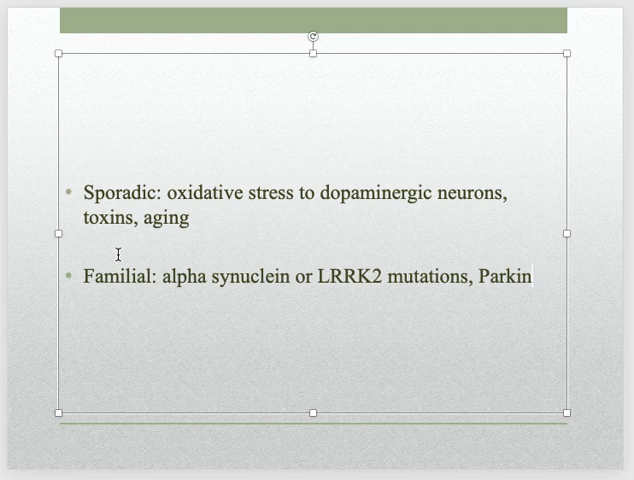 • Sporadic: oxidative stress to dopaminergic neurons,
toxins, aging
• Familial: alpha synuclein or LRRK2 mutations, Parkin